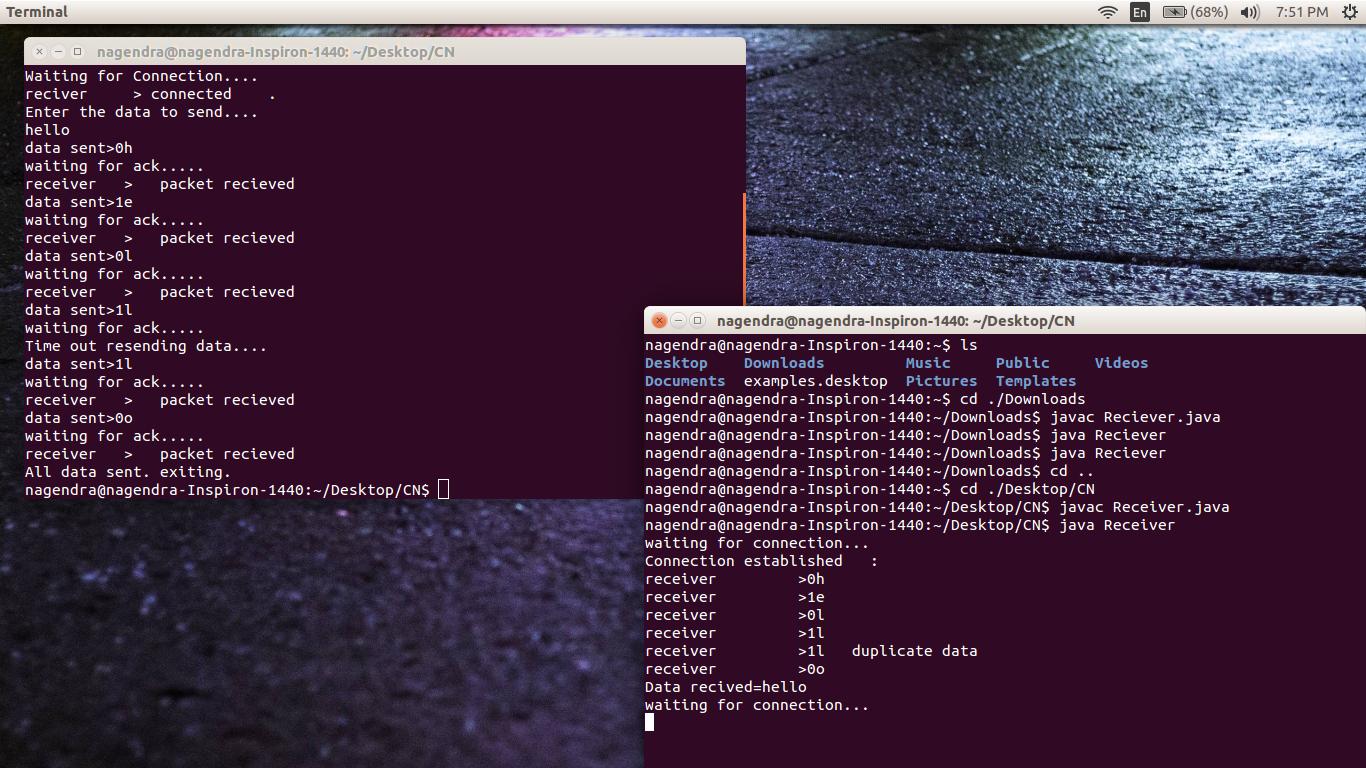 Terminal
En
(68%)
7:51 PM
nagendra@nagendra-Inspiron-1440: ~/Desktop/CN
Waiting for Connection....
reciver     > connected    .
Enter the data to send....
hello
data sent>0h
waiting for ack.....
receiver   >   packet recieved
data sent>1e
waiting for ack.....
receiver   >   packet recieved
data sent>0l
waiting for ack.....
receiver   >   packet recieved
data sent>1l
waiting for ack.....
Time out resending data....
data sent>1l
waiting for ack.....
receiver   >   packet recieved
data sent>0o
waiting for ack.....
receiver   >   packet recieved
All data sent. exiting.
nagendra@nagendra-Inspiron-1440:~/Desktop/CN$
nagendra@nagendra-Inspiron-1440: ~/Desktop/CN
nagendra@nagendra-Inspiron-1440:~$ ls
Desktop    Downloads         Music     Public     Videos
Documents  examples.desktop  Pictures  Templates
nagendra@nagendra-Inspiron-1440:~$ cd ./Downloads
nagendra@nagendra-Inspiron-1440:~/Downloads$ javac Reciever.java
nagendra@nagendra-Inspiron-1440:~/Downloads$ java Reciever
nagendra@nagendra-Inspiron-1440:~/Downloads$ java Reciever
nagendra@nagendra-Inspiron-1440:~/Downloads$ cd ..
nagendra@nagendra-Inspiron-1440:~$ cd ./Desktop/CN
nagendra@nagendra-Inspiron-1440:~/Desktop/CN$ javac Receiver.java
nagendra@nagendra-Inspiron-1440:~/Desktop/CN$ java Receiver
waiting for connection...
Connection established   :
receiver         >0h
receiver         >1e
receiver         >0l
receiver         >1l
receiver         >1l   duplicate data
receiver         >0o
Data recived=hello
waiting for connection...